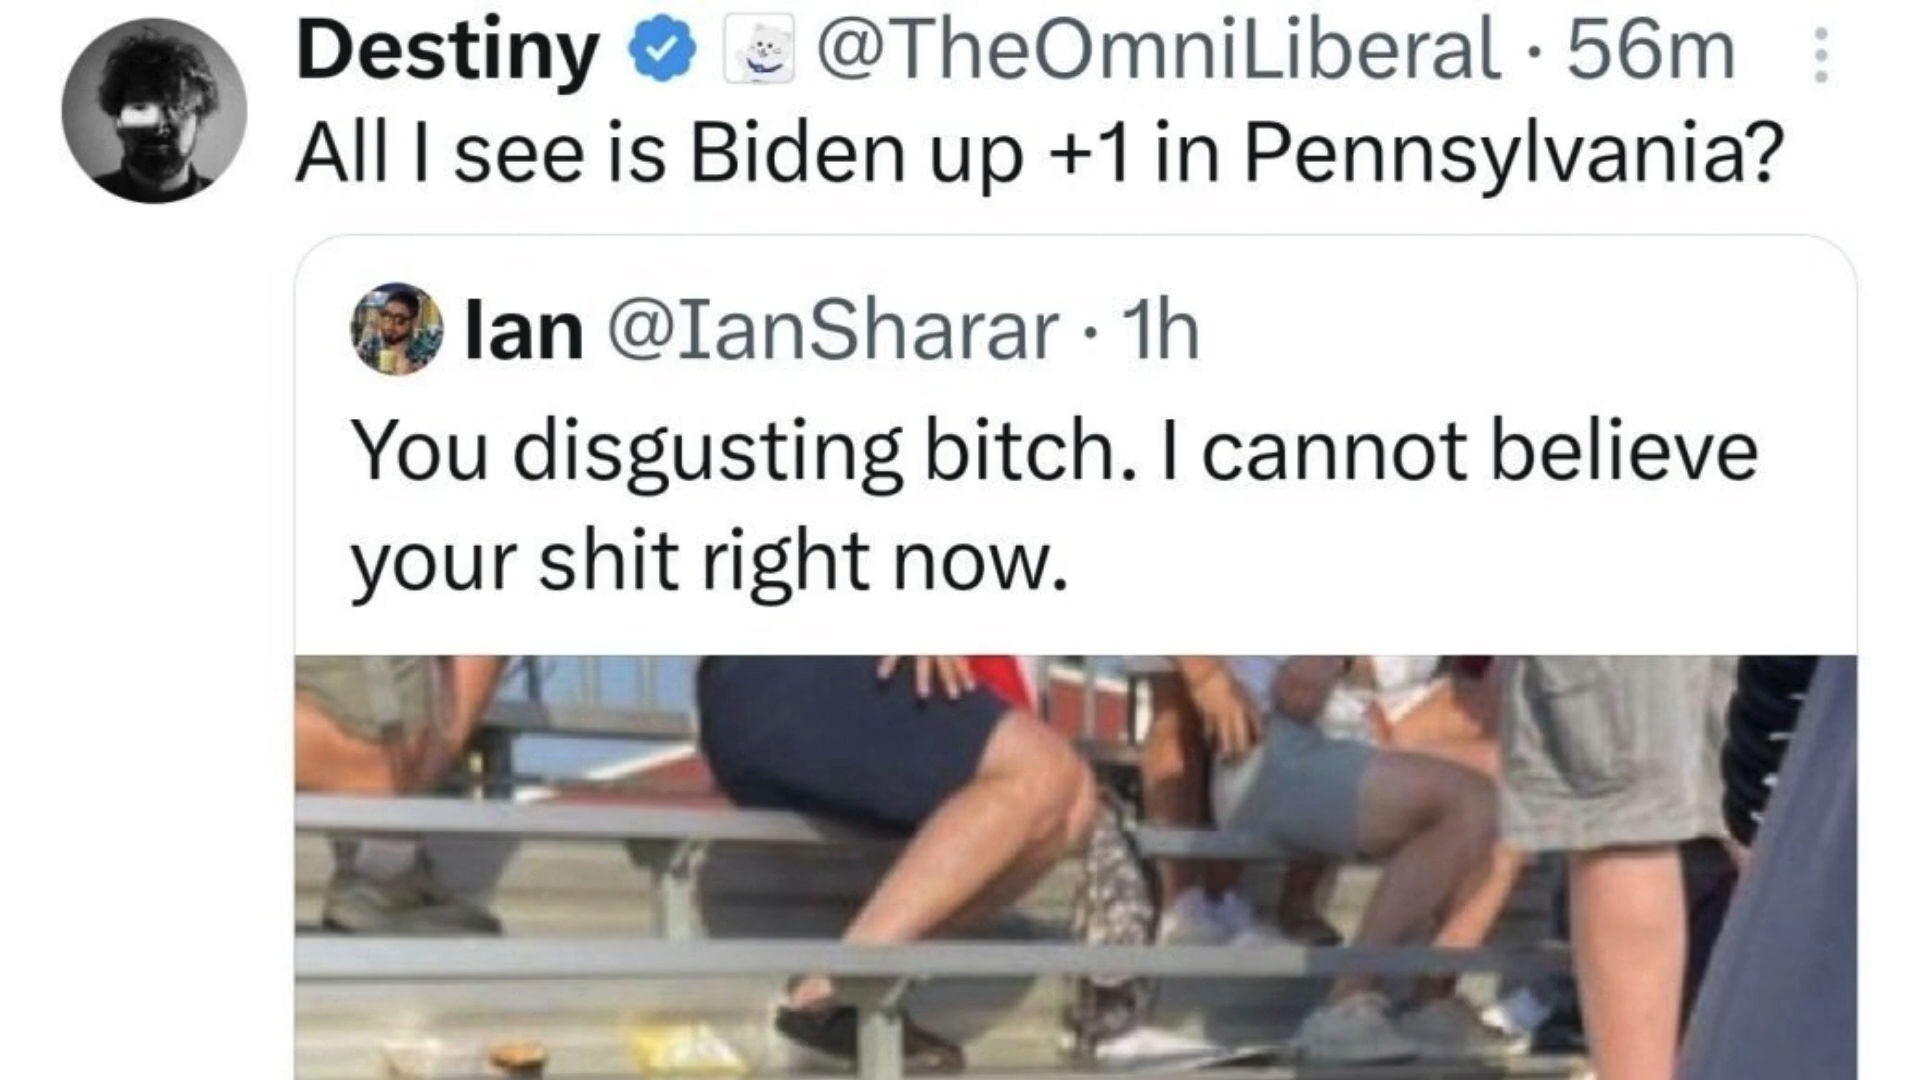 Destiny @TheOmniLiberal · 56m
All I see is Biden up +1 in Pennsylvania?
Ian @IanSharar · 1h
You disgusting bitch. I cannot believe
your shit right now.